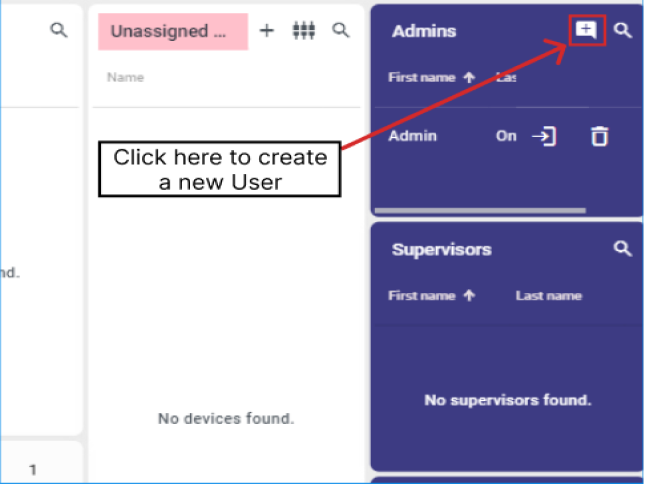 Unassigned ...
Name
Click here to create
a new User
No devices found.
nd.
1
Admins
First name Las
Admin On
Supervisors
First name Last name
No supervisors found.